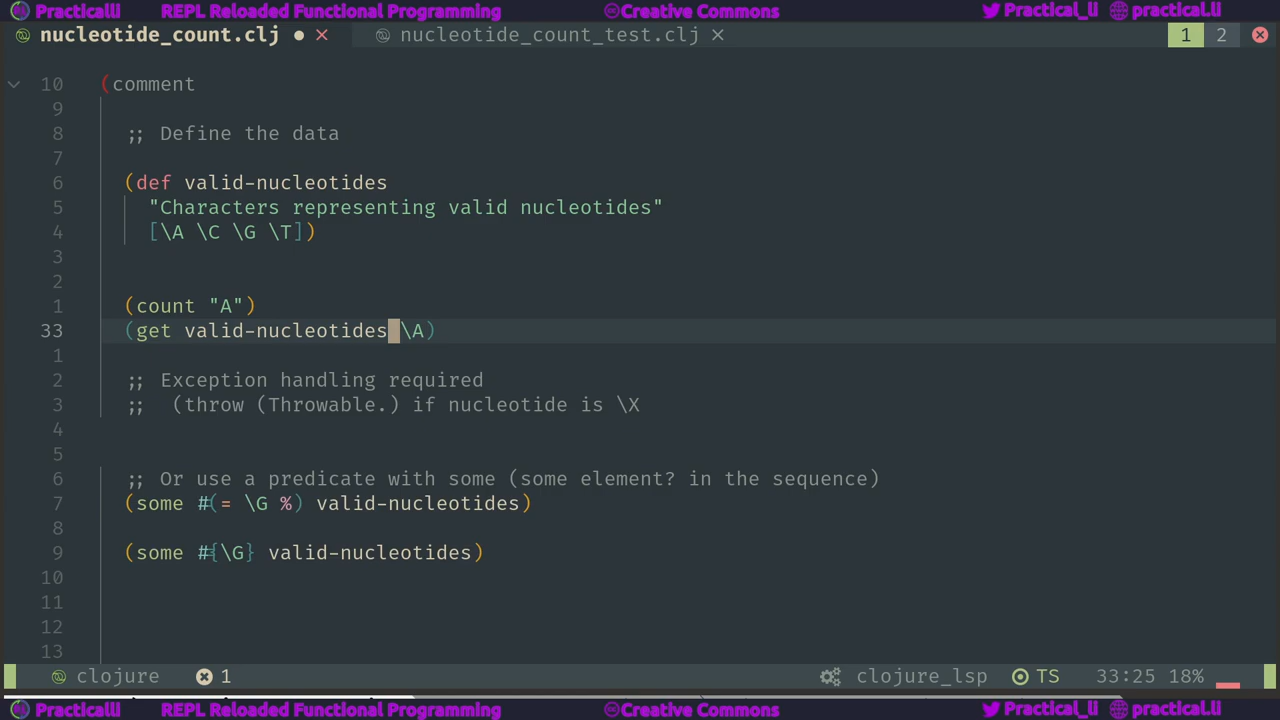 Practicalli REPL Reloaded Functional Programming Creative Commons Practical_li practical.li
nucleotide_count.clj ● × nucleotide_count_test.clj × 1 2
10 (comment
9
8 ;; Define the data
7
6 (def valid-nucleotides
5 "Characters representing valid nucleotides"
4 [\A \C \G \T])
3
2
1 (count "A")
33 (get valid-nucleotides \A)
1
2 ;; Exception handling required
3 ;; (throw (Throwable.) if nucleotide is \X
4
5
6 ;; Or use a predicate with some (some element? in the sequence)
7 (some #(= \G %) valid-nucleotides)
8
9 (some #{\G} valid-nucleotides)
10
11
12
13
clojure 1 clojure_lsp TS 33:25 18%
Practicalli REPL Reloaded Functional Programming Creative Commons Practical_li practical.li